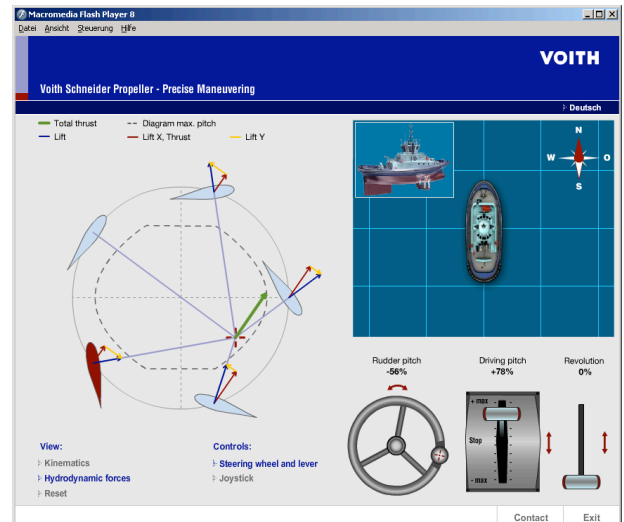 Macromedia Flash Player 8
Datei Ansicht Steuerung Hilfe
VOITH
Voith Schneider Propeller - Precise Maneuvering
Deutsch
Total thrust
Diagram max. pitch
Lift
Lift X, Thrust
Lift Y
N
W
O
S
Rudder pitch
-56%
Driving pitch
+78%
Revolution
0%
+ max
Stop
- max
View:
Kinematics
Hydrodynamic forces
Reset
Controls:
Steering wheel and lever
Joystick
Contact
Exit